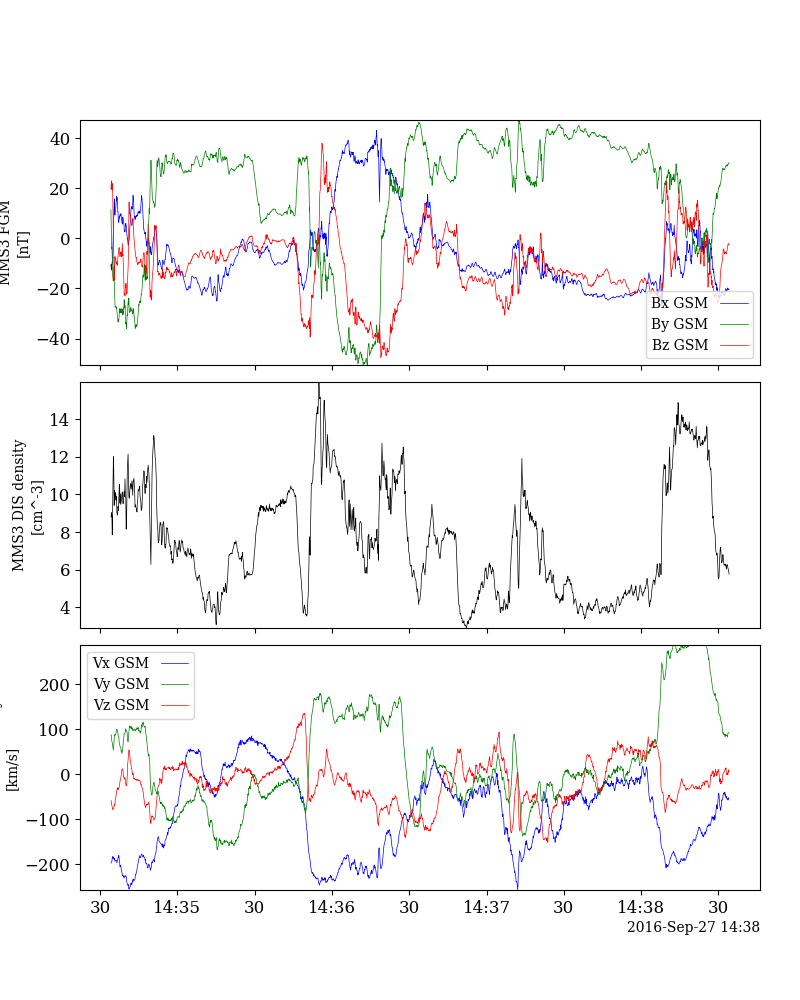 40
20
0
−20
−40
MMS3 FGM
[nT]
Bx GSM
By GSM
Bz GSM
14
12
10
8
6
4
MMS3 DIS density
[cm^-3]
Vx GSM
Vy GSM
Vz GSM
200
100
0
−100
−200
[km/s]
30 14:35 30 14:36 30 14:37 30 14:38 30
2016-Sep-27 14:38